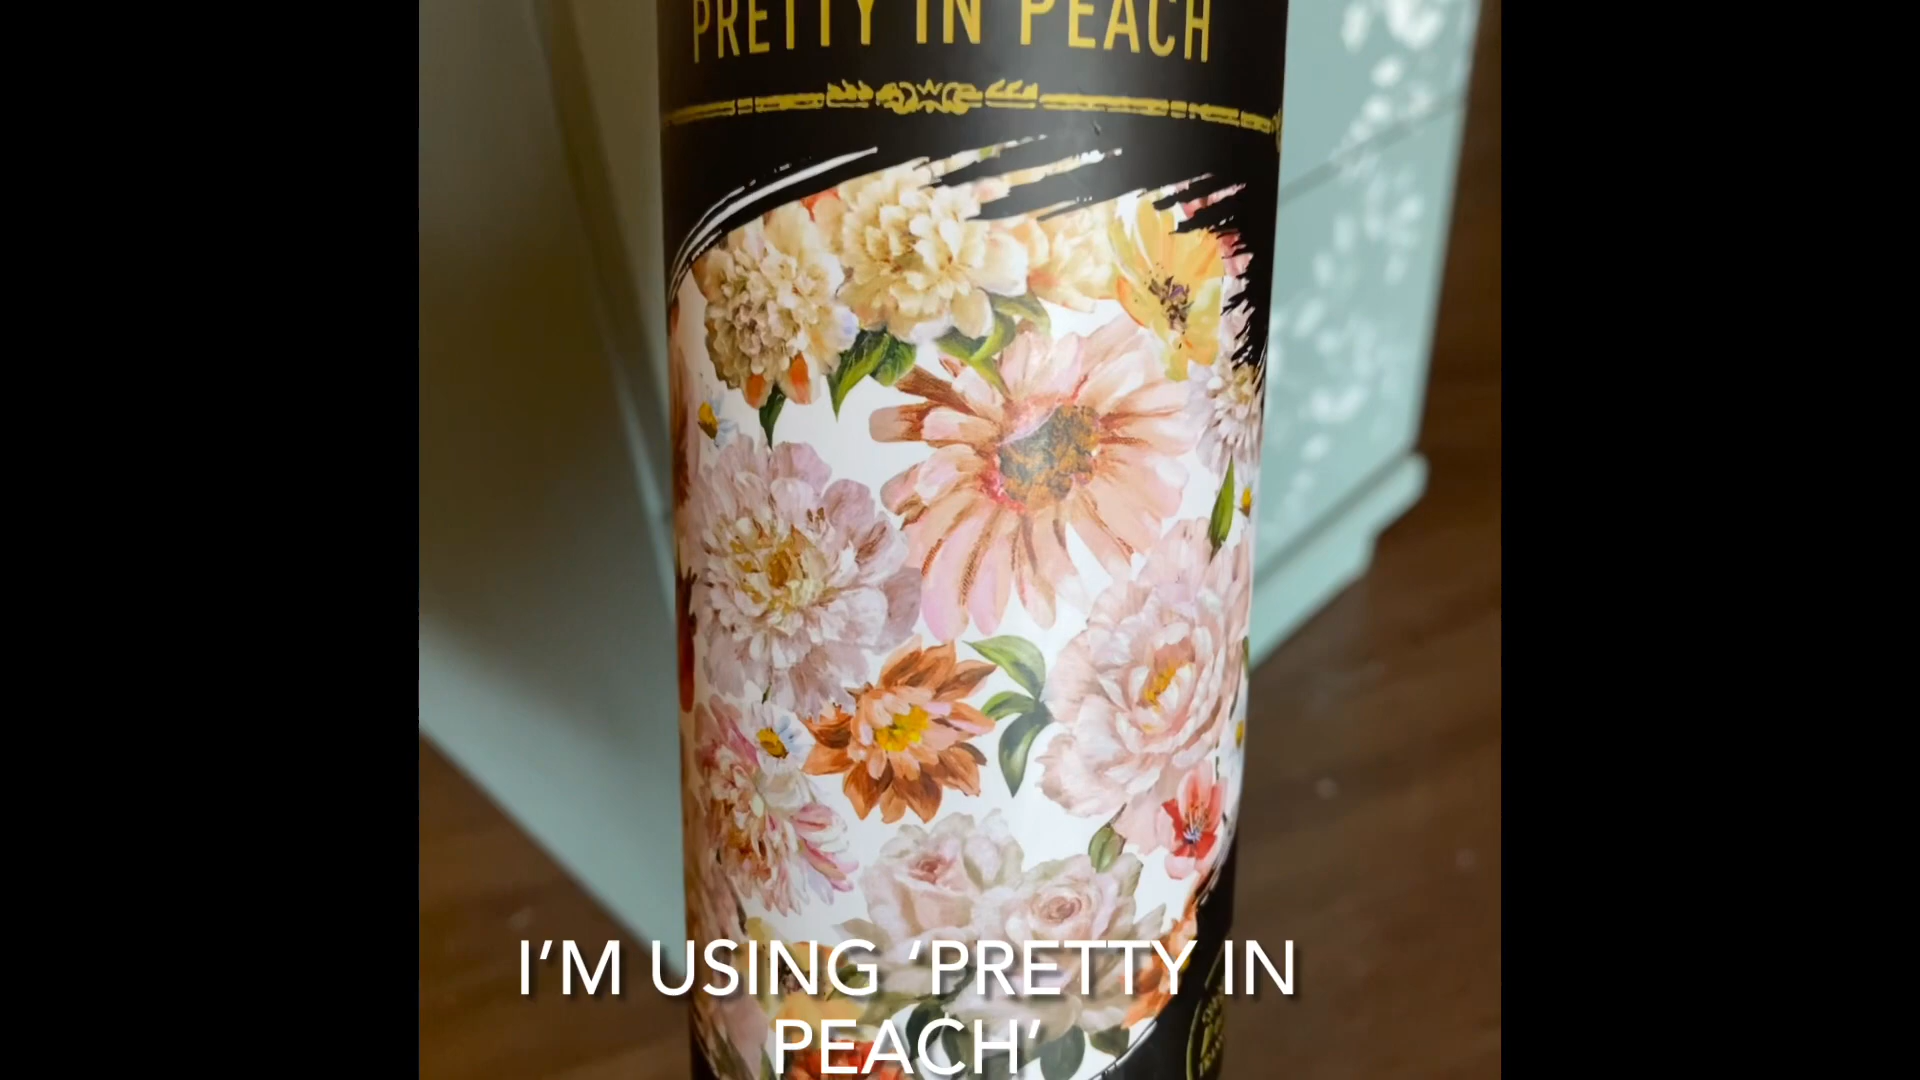 PRETTY IN PEACH
I'M USING ‘PRETTY IN
PEACH’